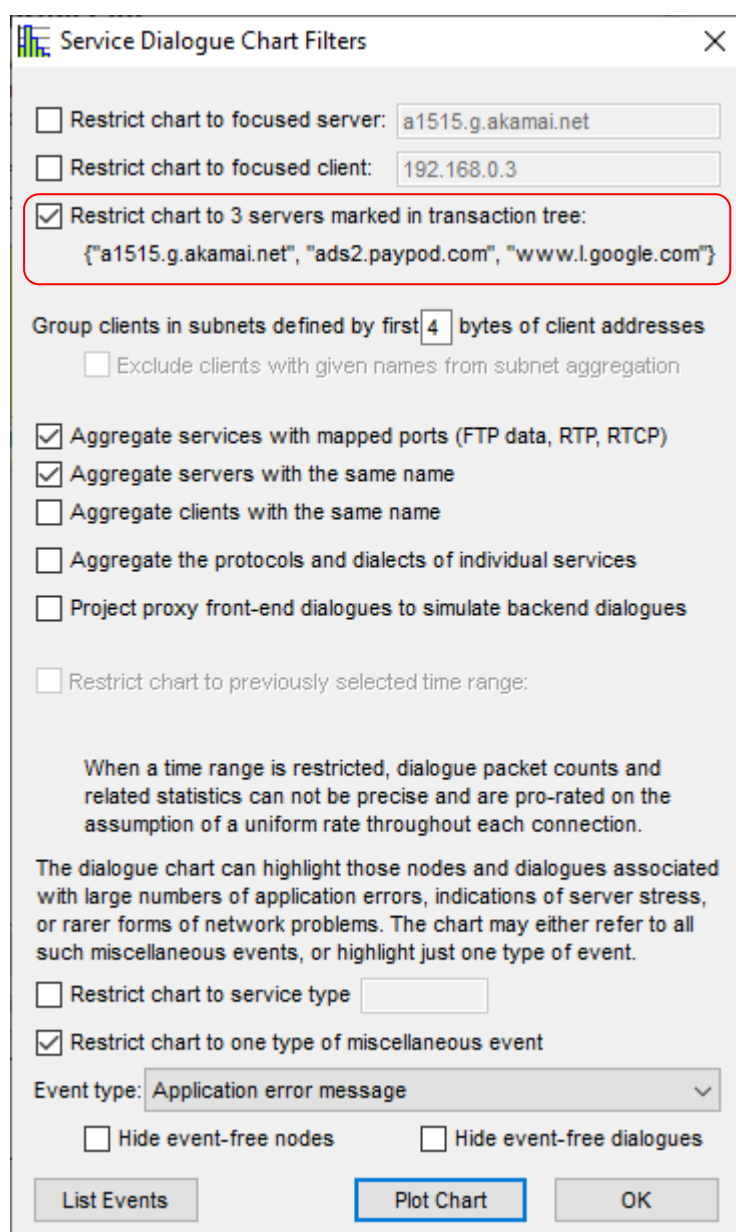 Service Dialogue Chart Filters
Restrict chart to focused server: a1515.g.akamai.net
Restrict chart to focused client: 192.168.0.3
Restrict chart to 3 servers marked in transaction tree:
{"a1515.g.akamai.net", "ads2.paypod.com", "www.l.google.com"}
Group clients in subnets defined by first 4 bytes of client addresses
Exclude clients with given names from subnet aggregation
Aggregate services with mapped ports (FTP data, RTP, RTCP)
Aggregate servers with the same name
Aggregate clients with the same name
Aggregate the protocols and dialects of individual services
Project proxy front-end dialogues to simulate backend dialogues
Restrict chart to previously selected time range:
When a time range is restricted, dialogue packet counts and
related statistics can not be precise and are pro-rated on the
assumption of a uniform rate throughout each connection.
The dialogue chart can highlight those nodes and dialogues associated
with large numbers of application errors, indications of server stress,
or rarer forms of network problems. The chart may either refer to all
such miscellaneous events, or highlight just one type of event.
Restrict chart to service type
Restrict chart to one type of miscellaneous event
Event type: Application error message
Hide event-free nodes Hide event-free dialogues
List Events Plot Chart OK